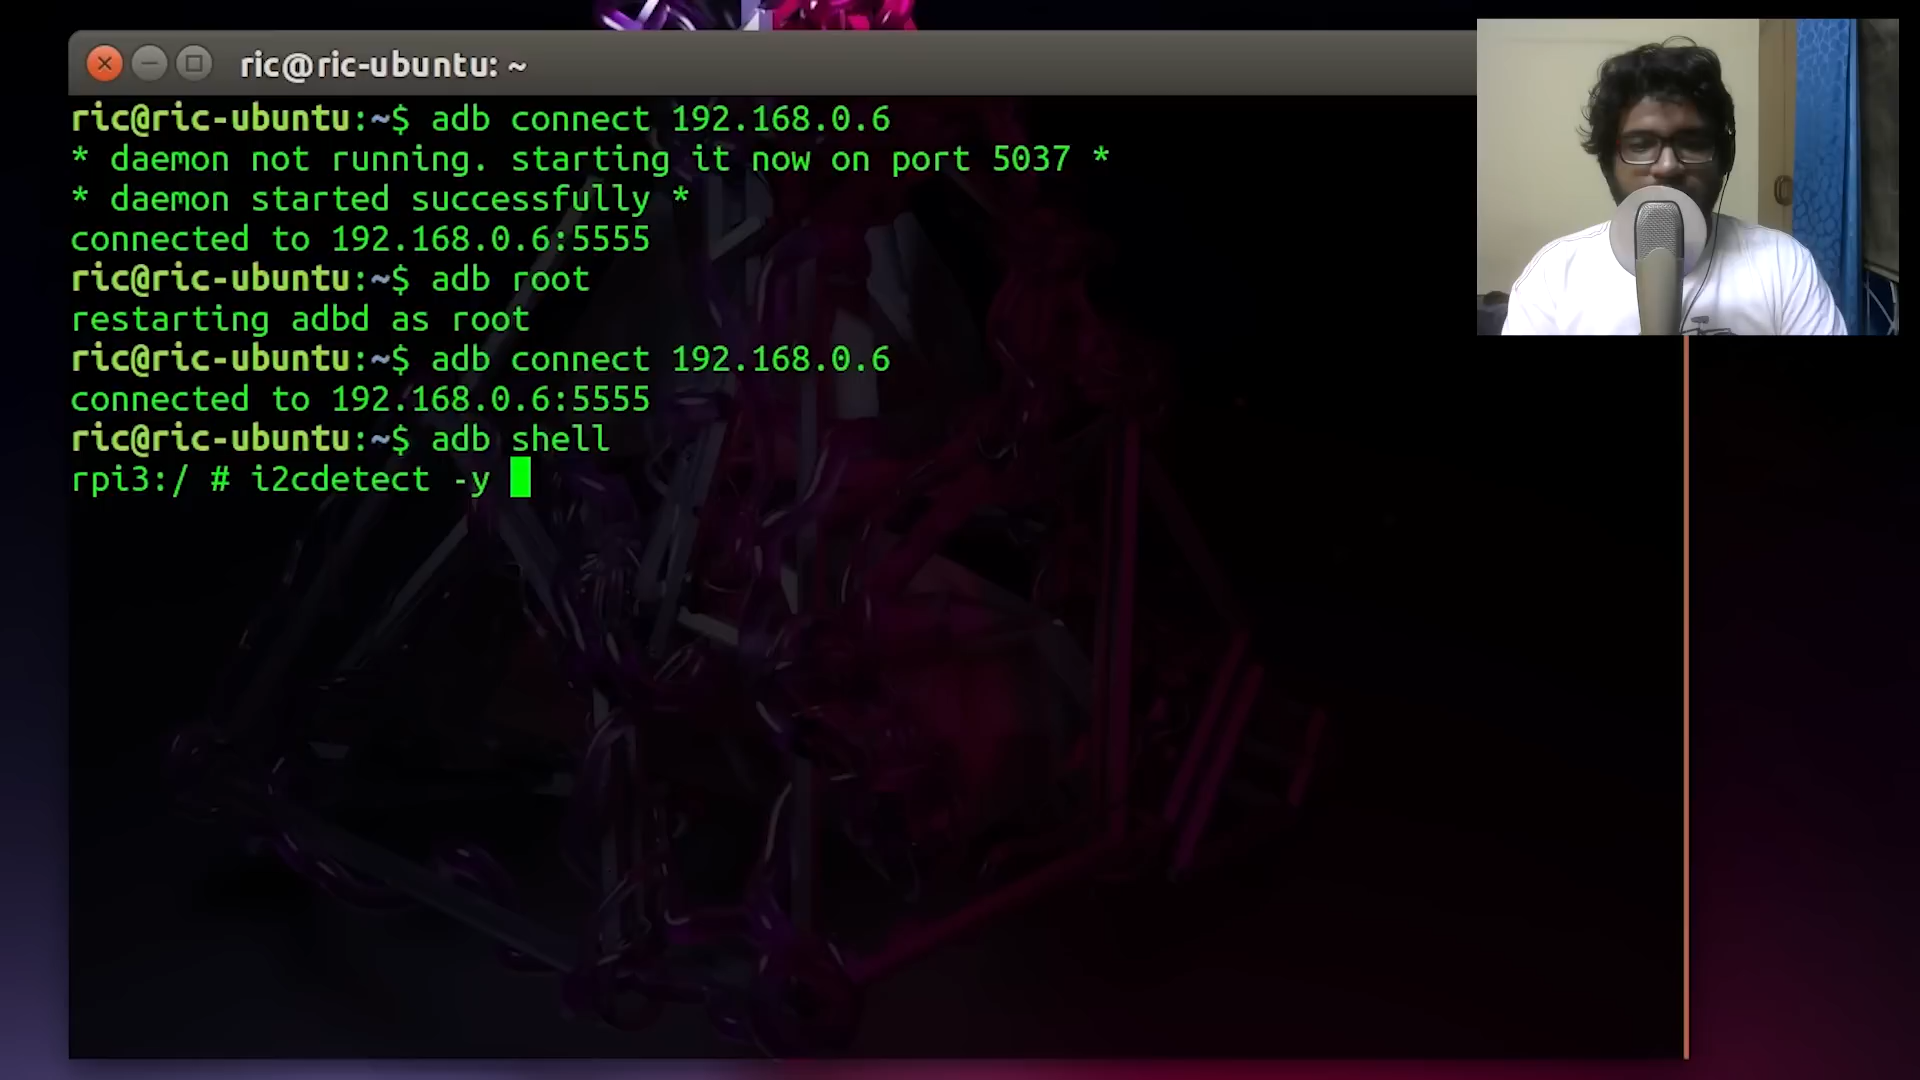 ric@ric-ubuntu: ~
ric@ric-ubuntu:~$ adb connect 192.168.0.6
* daemon not running. starting it now on port 5037 *
* daemon started successfully *
connected to 192.168.0.6:5555
ric@ric-ubuntu:~$ adb root
restarting adbd as root
ric@ric-ubuntu:~$ adb connect 192.168.0.6
connected to 192.168.0.6:5555
ric@ric-ubuntu:~$ adb shell
rpi3:/ # i2cdetect -y